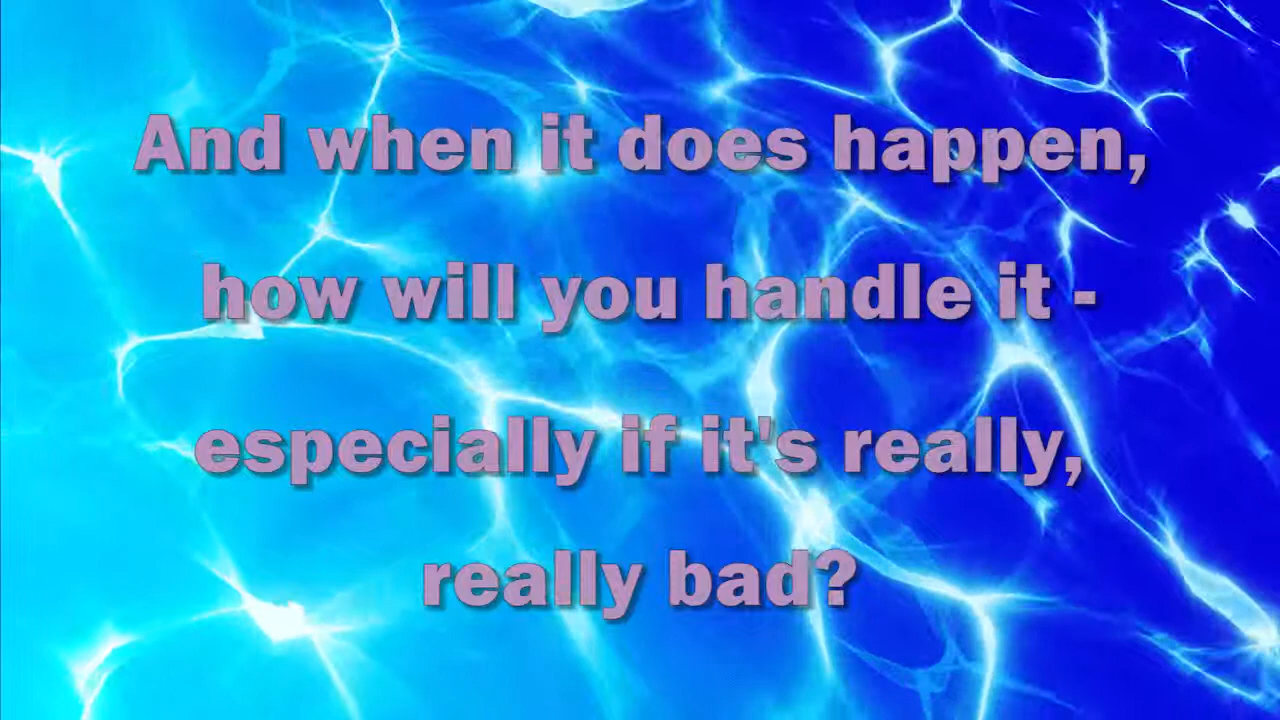 And when it does happen,
how will you handle it -
especially if it's really,
really bad?